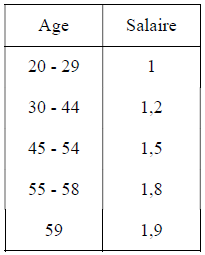 Age Salaire
20 - 29 1
30 - 44 1,2
45 - 54 1,5
55 - 58 1,8
59 1,9